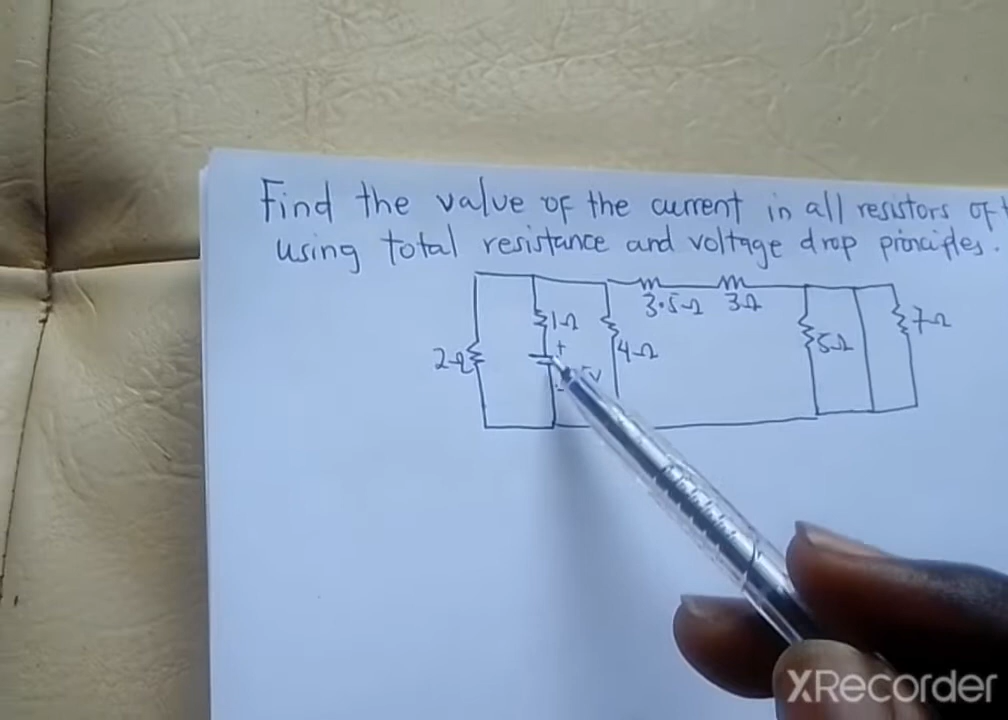 Find the value of the current in all resistors of
using total resistance and voltage drop principles.
3.5Ω 3Ω
1Ω
7Ω
2Ω
+
4Ω
5Ω
-
XRecorder